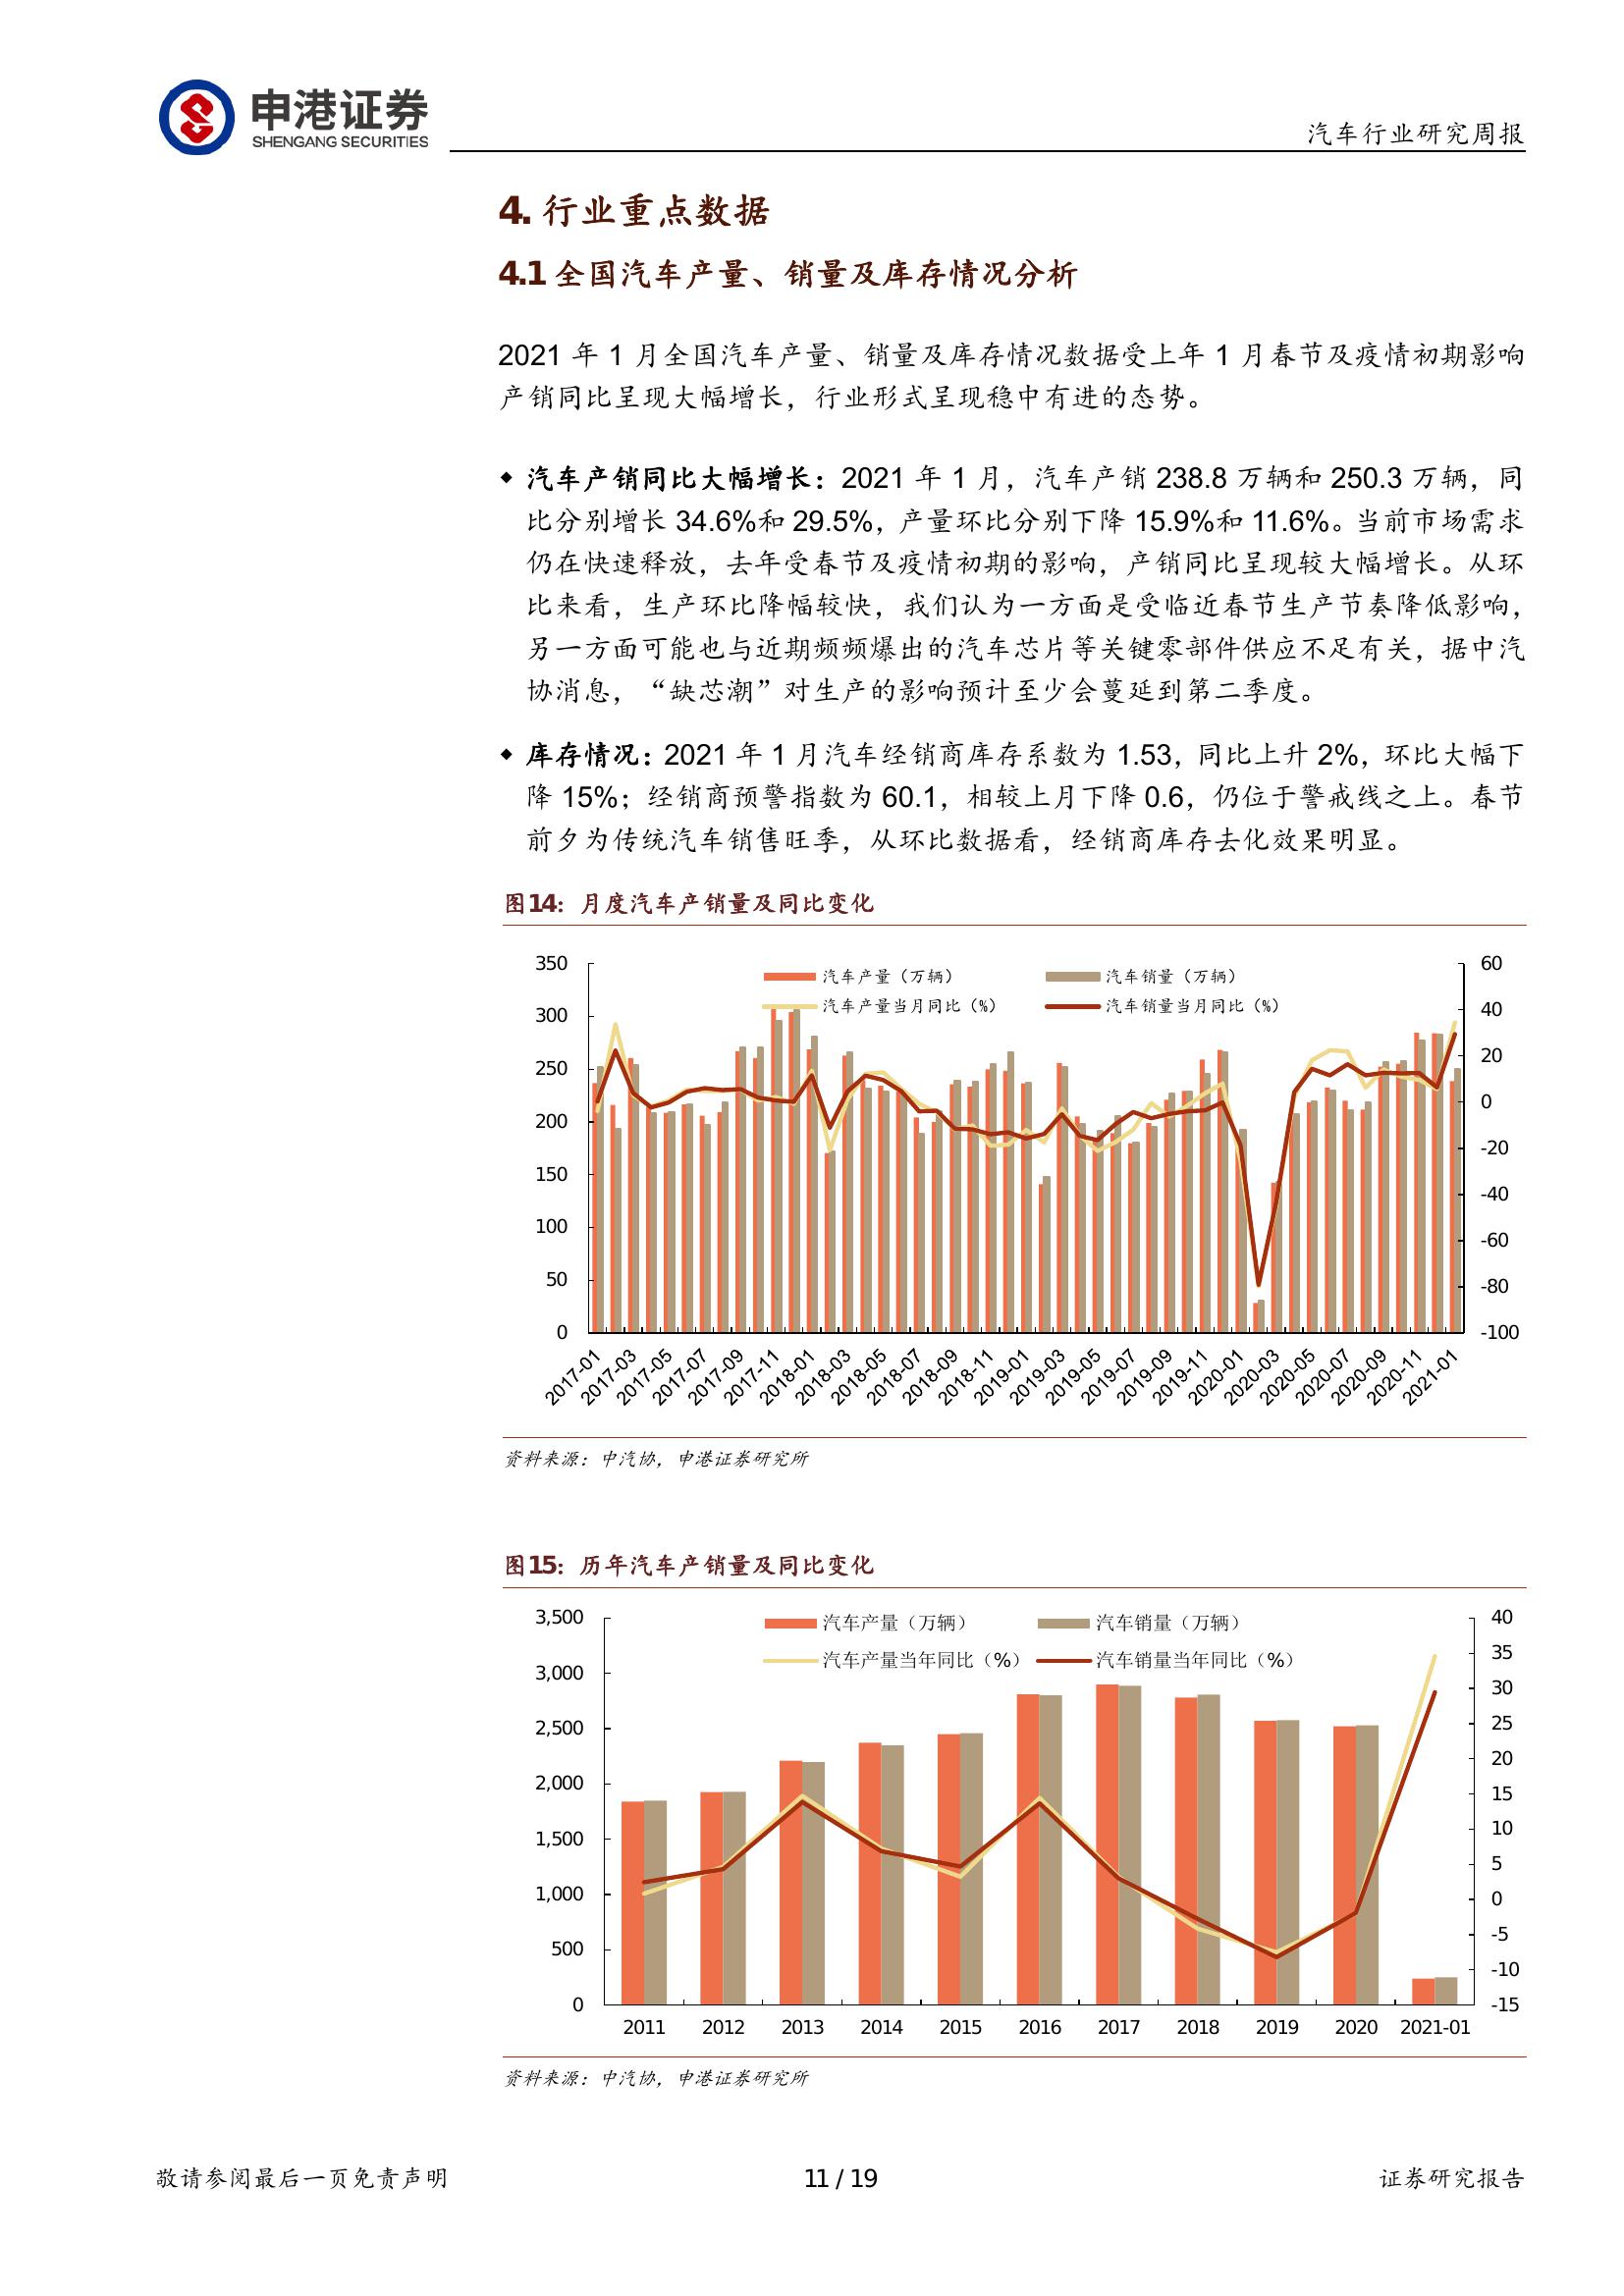 申港证券
SHENGANG SECURITIES
汽车行业研究周报
4. 行业重点数据
4.1 全国汽车产量、销量及库存情况分析
2021 年 1 月全国汽车产量、销量及库存情况数据受上年 1 月春节及疫情初期影响
产销同比呈现大幅增长，行业形式呈现稳中有进的态势。
◆ 汽车产销同比大幅增长：2021 年 1 月，汽车产销 238.8 万辆和 250.3 万辆，同
比分别增长 34.6%和 29.5%，产量环比分别下降 15.9%和 11.6%。当前市场需求
仍在快速释放，去年受春节及疫情初期的影响，产销同比呈现较大幅增长。从环
比来看，生产环比降幅较快，我们认为一方面是受临近春节生产节奏降低影响，
另一方面可能也与近期频频爆出的汽车芯片等关键零部件供应不足有关，据中汽
协消息，“缺芯潮”对生产的影响预计至少会蔓延到第二季度。
◆ 库存情况：2021 年 1 月汽车经销商库存系数为 1.53，同比上升 2%，环比大幅下
降 15%；经销商预警指数为 60.1，相较上月下降 0.6，仍位于警戒线之上。春节
前夕为传统汽车销售旺季，从环比数据看，经销商库存去化效果明显。
图14：月度汽车产销量及同比变化
汽车产量（万辆） 汽车销量（万辆）
汽车产量当月同比（%） 汽车销量当月同比（%）
350
300
250
200
150
100
50
0
60
40
20
0
-20
-40
-60
-80
-100
2017-01 2017-03 2017-05 2017-07 2017-09 2017-11 2018-01 2018-03 2018-05 2018-07 2018-09 2018-11 2019-01 2019-03 2019-05 2019-07 2019-09 2019-11 2020-01 2020-03 2020-05 2020-07 2020-09 2020-11 2021-01
资料来源：中汽协，申港证券研究所
图15：历年汽车产销量及同比变化
汽车产量（万辆） 汽车销量（万辆）
汽车产量当年同比（%） 汽车销量当年同比（%）
3,500
3,000
2,500
2,000
1,500
1,000
500
0
40
35
30
25
20
15
10
5
0
-5
-10
-15
2011 2012 2013 2014 2015 2016 2017 2018 2019 2020 2021-01
资料来源：中汽协，申港证券研究所
敬请参阅最后一页免责声明 11 / 19 证券研究报告